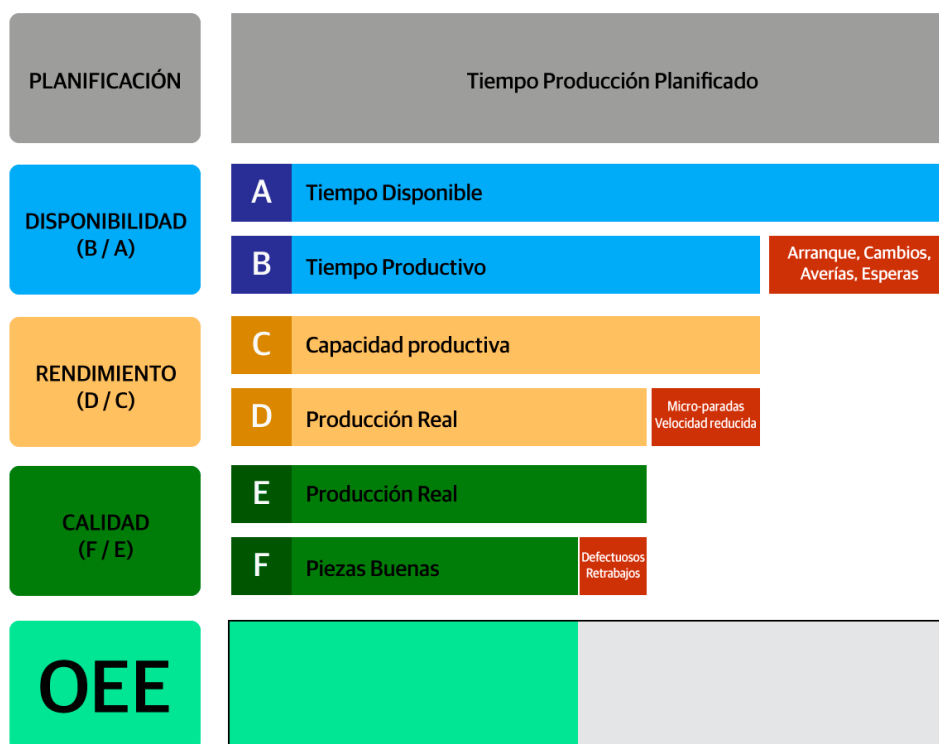 PLANIFICACIÓN
Tiempo Producción Planificado
DISPONIBILIDAD
(B / A)
A
Tiempo Disponible
B
Tiempo Productivo
Arranque, Cambios,
Averías, Esperas
RENDIMIENTO
(D / C)
C
Capacidad productiva
D
Producción Real
Micro-paradas
Velocidad reducida
CALIDAD
(F / E)
E
Producción Real
F
Piezas Buenas
Defectuosos
Retrabajos
OEE